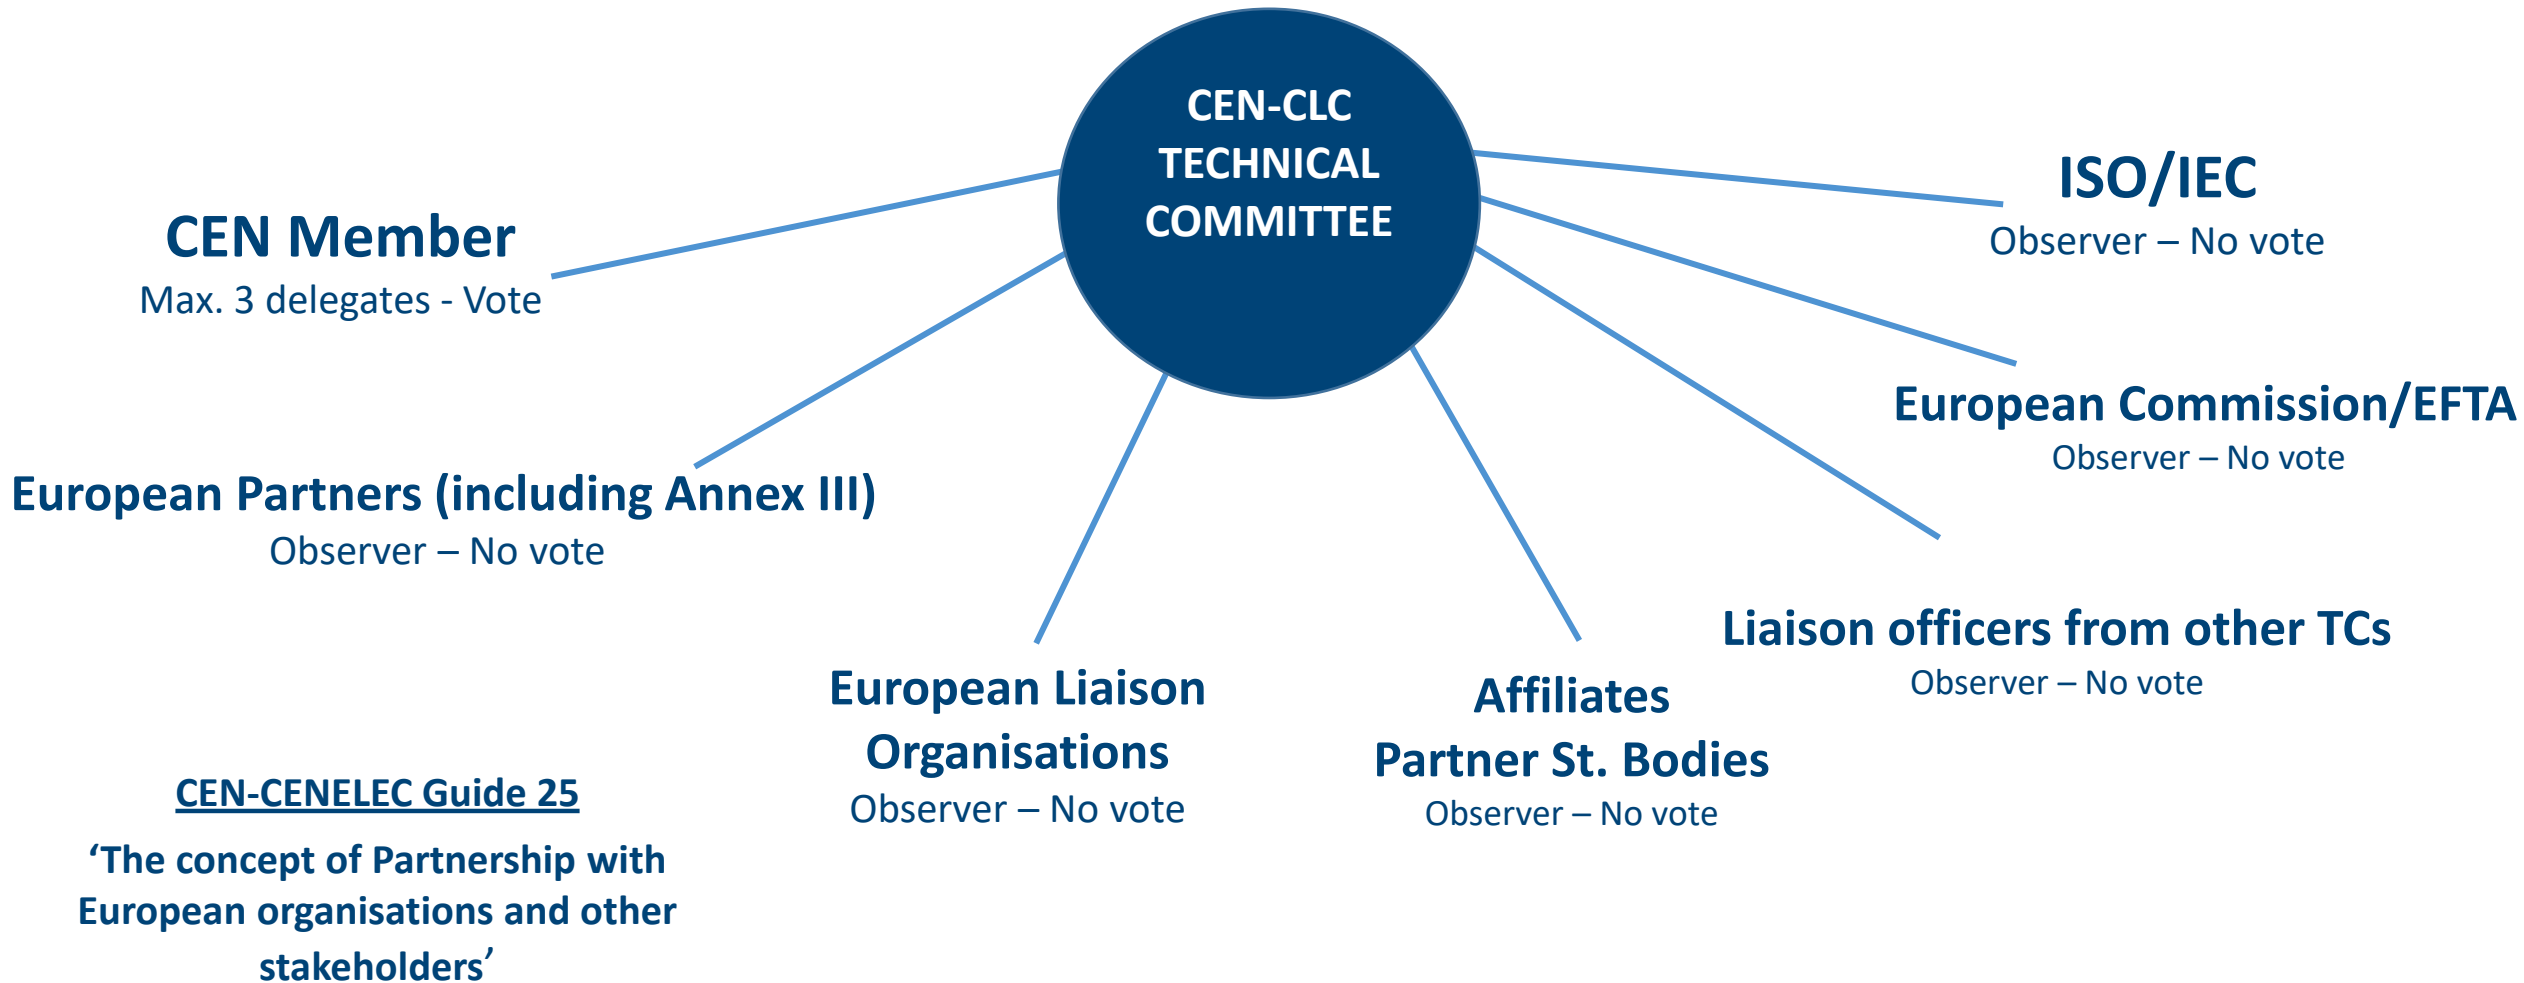 CEN-CLC
TECHNICAL
COMMITTEE
CEN Member
Max. 3 delegates - Vote
European Partners (including Annex III)
Observer – No vote
European Liaison
Organisations
Observer – No vote
Affiliates
Partner St. Bodies
Observer – No vote
Liaison officers from other TCs
Observer – No vote
European Commission/EFTA
Observer – No vote
ISO/IEC
Observer – No vote
CEN-CENELEC Guide 25
‘The concept of Partnership with
European organisations and other
stakeholders’